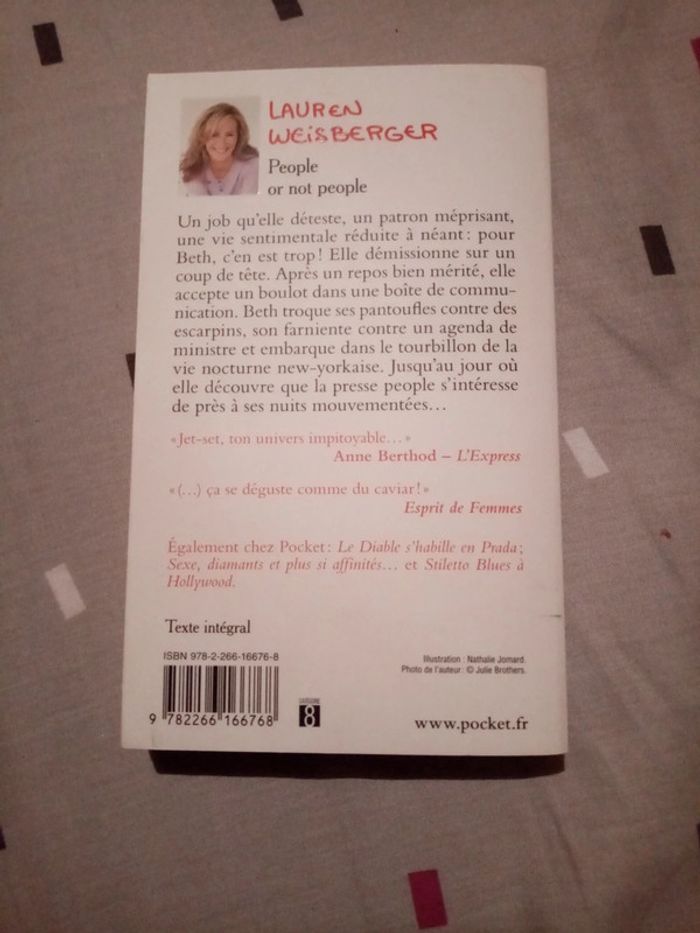 LAUREN
WEISBERGER
People
or not people
Un job qu'elle déteste, un patron méprisant,
une vie sentimentale réduite à néant : pour
Beth, c'en est trop ! Elle démissionne sur un
coup de tête. Après un repos bien mérité, elle
accepte un boulot dans une boîte de commu-
nication. Beth troque ses pantoufles contre des
escarpins, son farniente contre un agenda de
ministre et embarque dans le tourbillon de la
vie nocturne new-yorkaise. Jusqu'au jour où
elle découvre que la presse people s'intéresse
de près à ses nuits mouvementées...
« Jet-set, ton univers impitoyable... »
Anne Berthod – L'Express
« (...) ça se déguste comme du caviar ! »
Esprit de Femmes
Également chez Pocket : Le Diable s'habille en Prada ;
Sexe, diamants et plus si affinités... et Stiletto Blues à
Hollywood.
Texte intégral
ISBN 978-2-266-16676-8
Illustration : Nathalie Jomard.
Photo de l'auteur : © Julie Brothers.
9 782266 166768
CATÉGORIE
8
www.pocket.fr